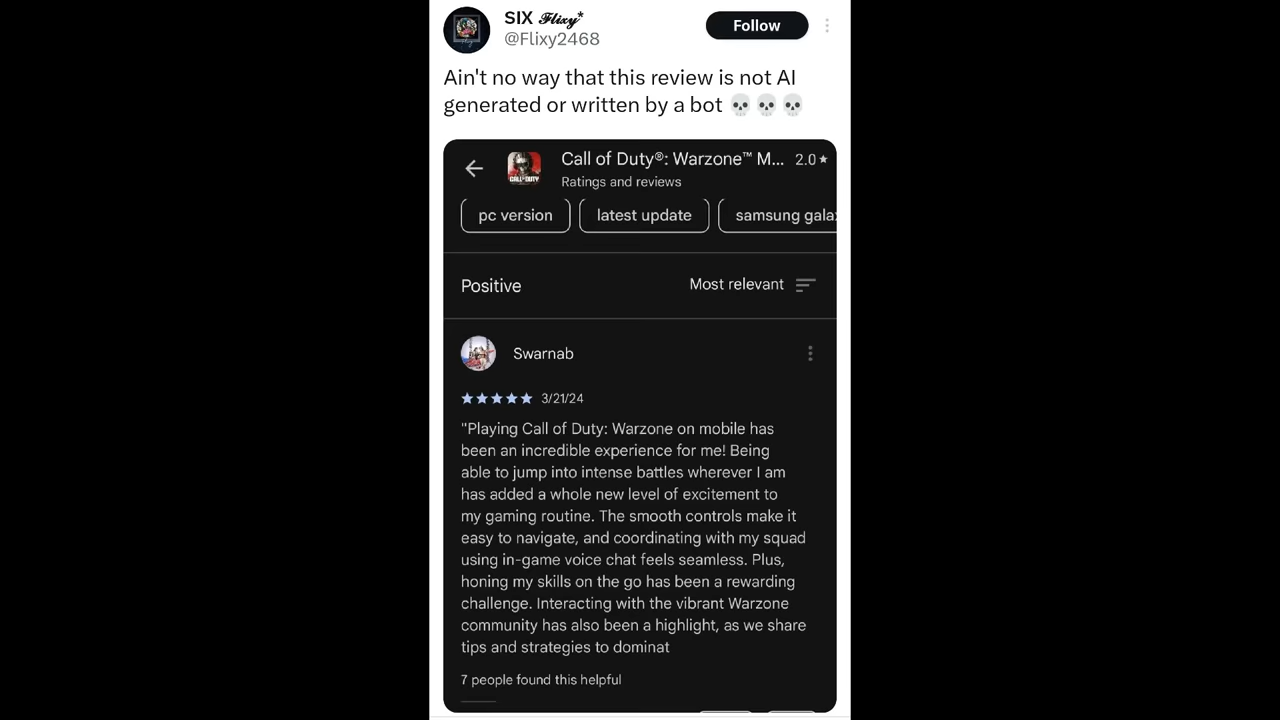 SIX 𝓕𝓵𝓲𝔁𝔂*
@Flixy2468
Follow
Ain't no way that this review is not AI
generated or written by a bot 💀💀💀
Call of Duty®: Warzone™ M... 2.0★
Ratings and reviews
pc version
latest update
samsung gala
Positive
Most relevant
Swarnab
3/21/24
"Playing Call of Duty: Warzone on mobile has
been an incredible experience for me! Being
able to jump into intense battles wherever I am
has added a whole new level of excitement to
my gaming routine. The smooth controls make it
easy to navigate, and coordinating with my squad
using in-game voice chat feels seamless. Plus,
honing my skills on the go has been a rewarding
challenge. Interacting with the vibrant Warzone
community has also been a highlight, as we share
tips and strategies to dominat
7 people found this helpful